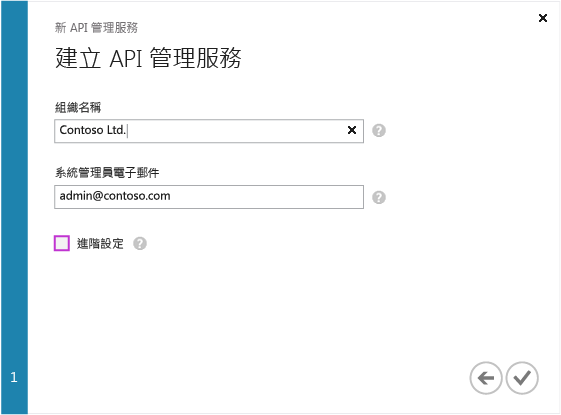 新 API 管理服務
建立 API 管理服務
組織名稱
Contoso Ltd.
系統管理員電子郵件
admin@contoso.com
進階設定
1